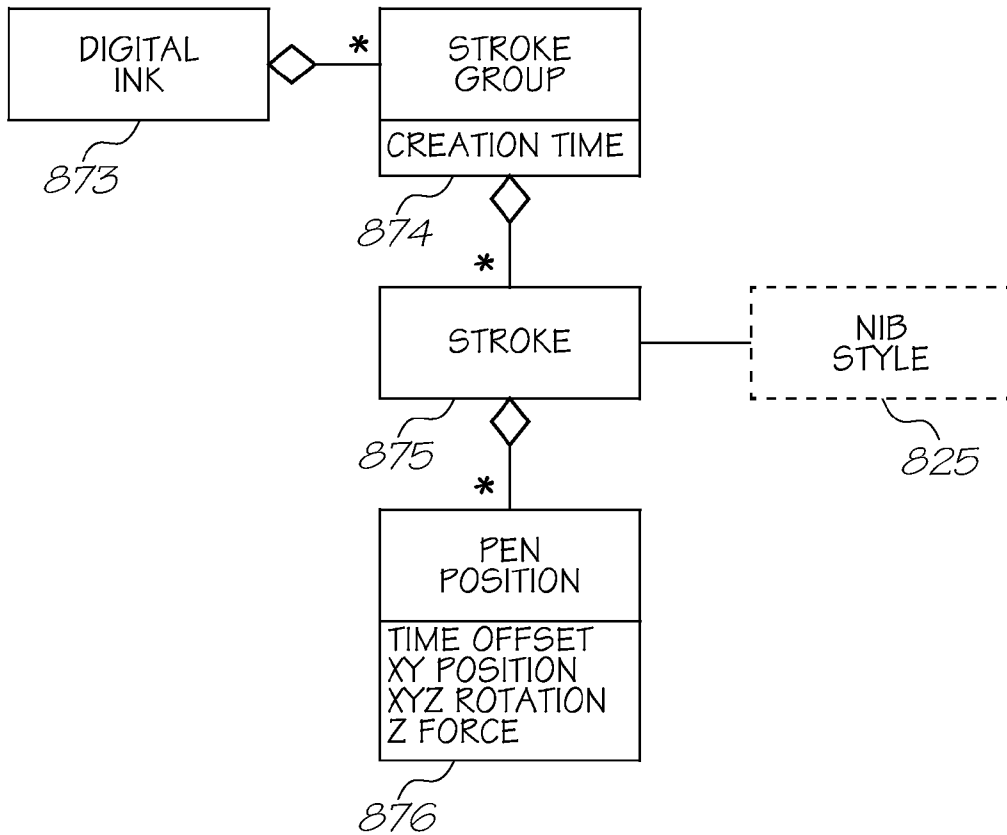 DIGITAL
INK
*
STROKE
GROUP
CREATION TIME
873
874
*
STROKE
NIB
STYLE
875
825
*
PEN
POSITION
TIME OFFSET
XY POSITION
XYZ ROTATION
Z FORCE
876